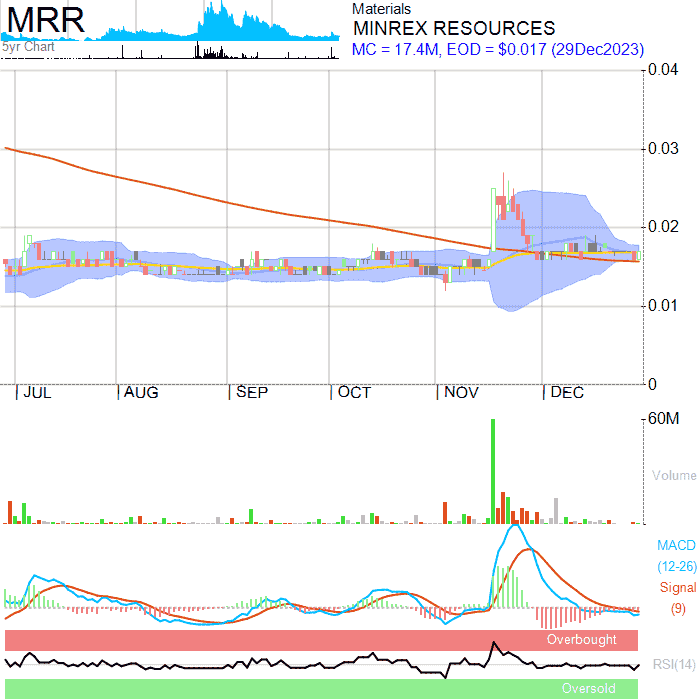 MRR
5yr Chart
Materials
MINREX RESOURCES
MC = 17.4M, EOD = $0.017 (29Dec2023)
0.04
0.03
0.02
0.01
0
JUL AUG SEP OCT NOV DEC
60M
Volume
MACD
(12-26)
Signal
(9)
Overbought
RSI(14)
Oversold